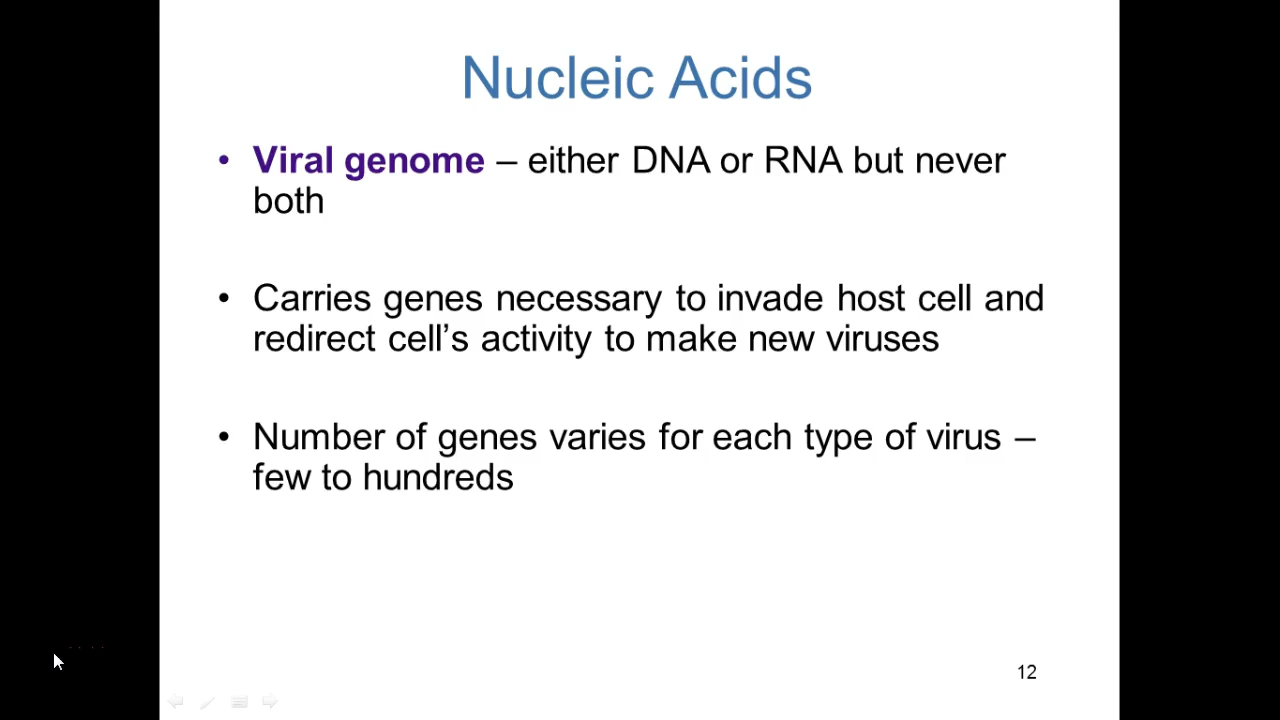 Nucleic Acids
• Viral genome – either DNA or RNA but never
both
• Carries genes necessary to invade host cell and
redirect cell's activity to make new viruses
• Number of genes varies for each type of virus –
few to hundreds
12